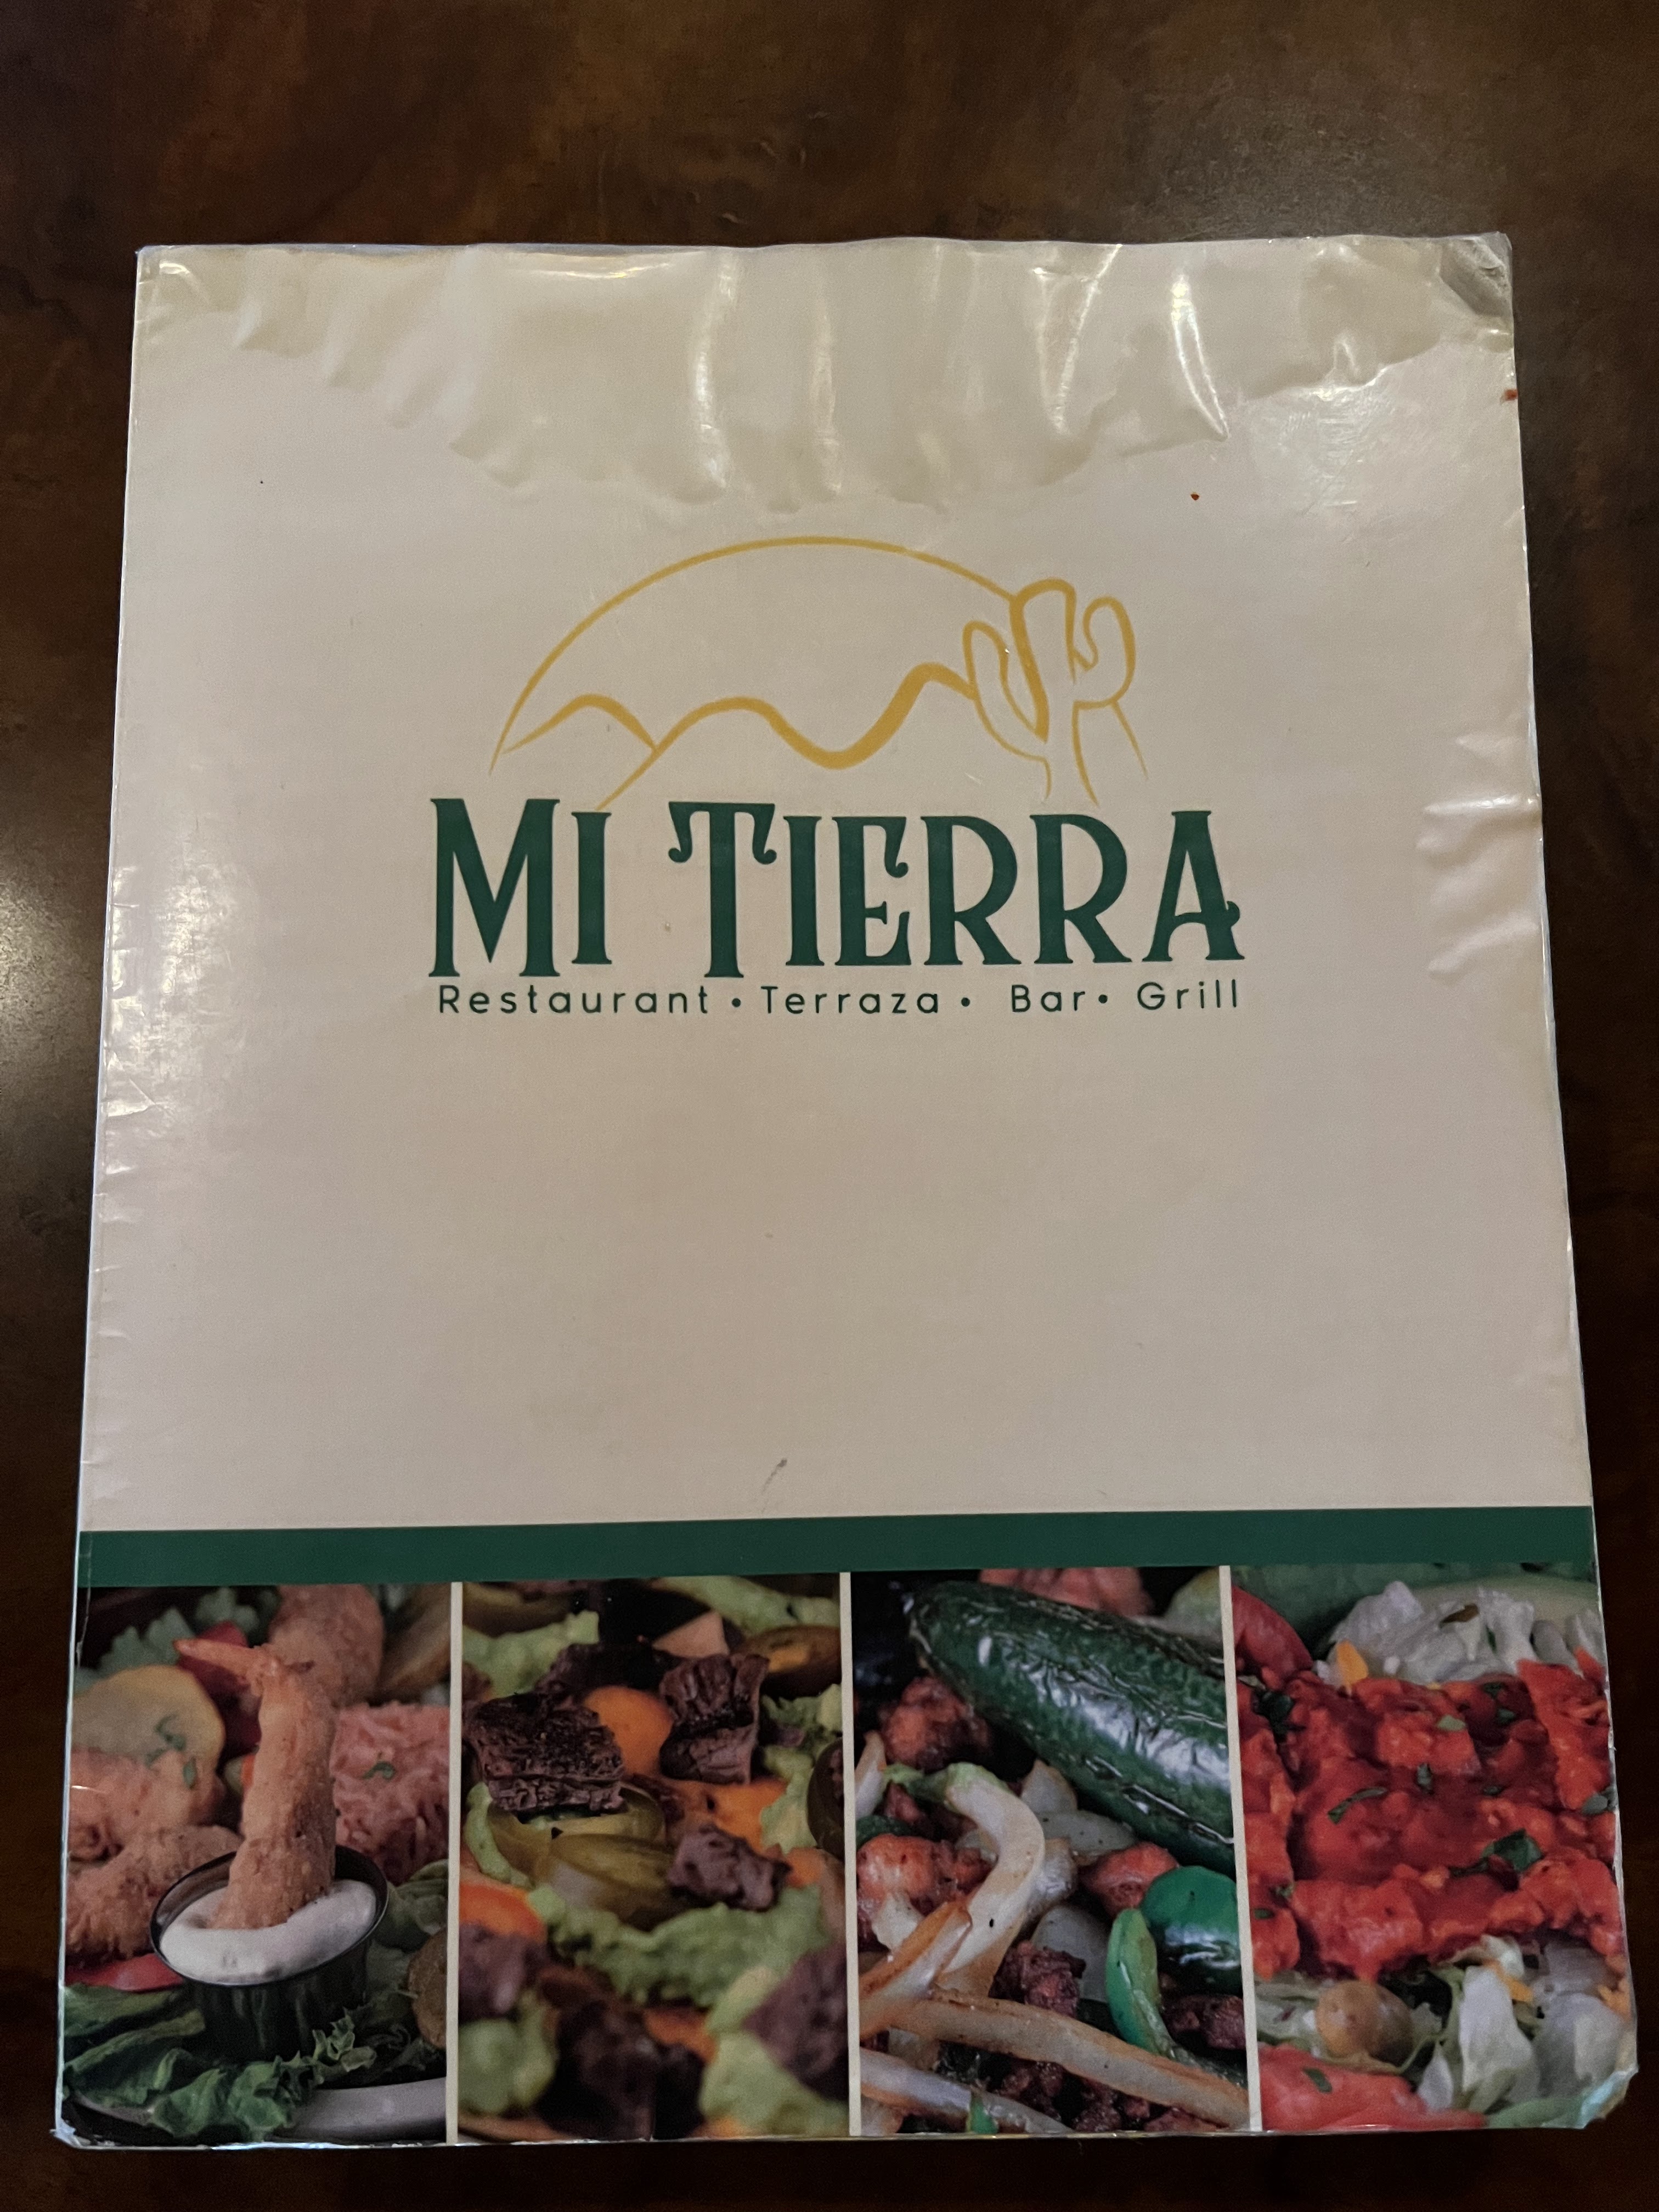 MI TIERRA
Restaurant • Terraza • Bar • Grill